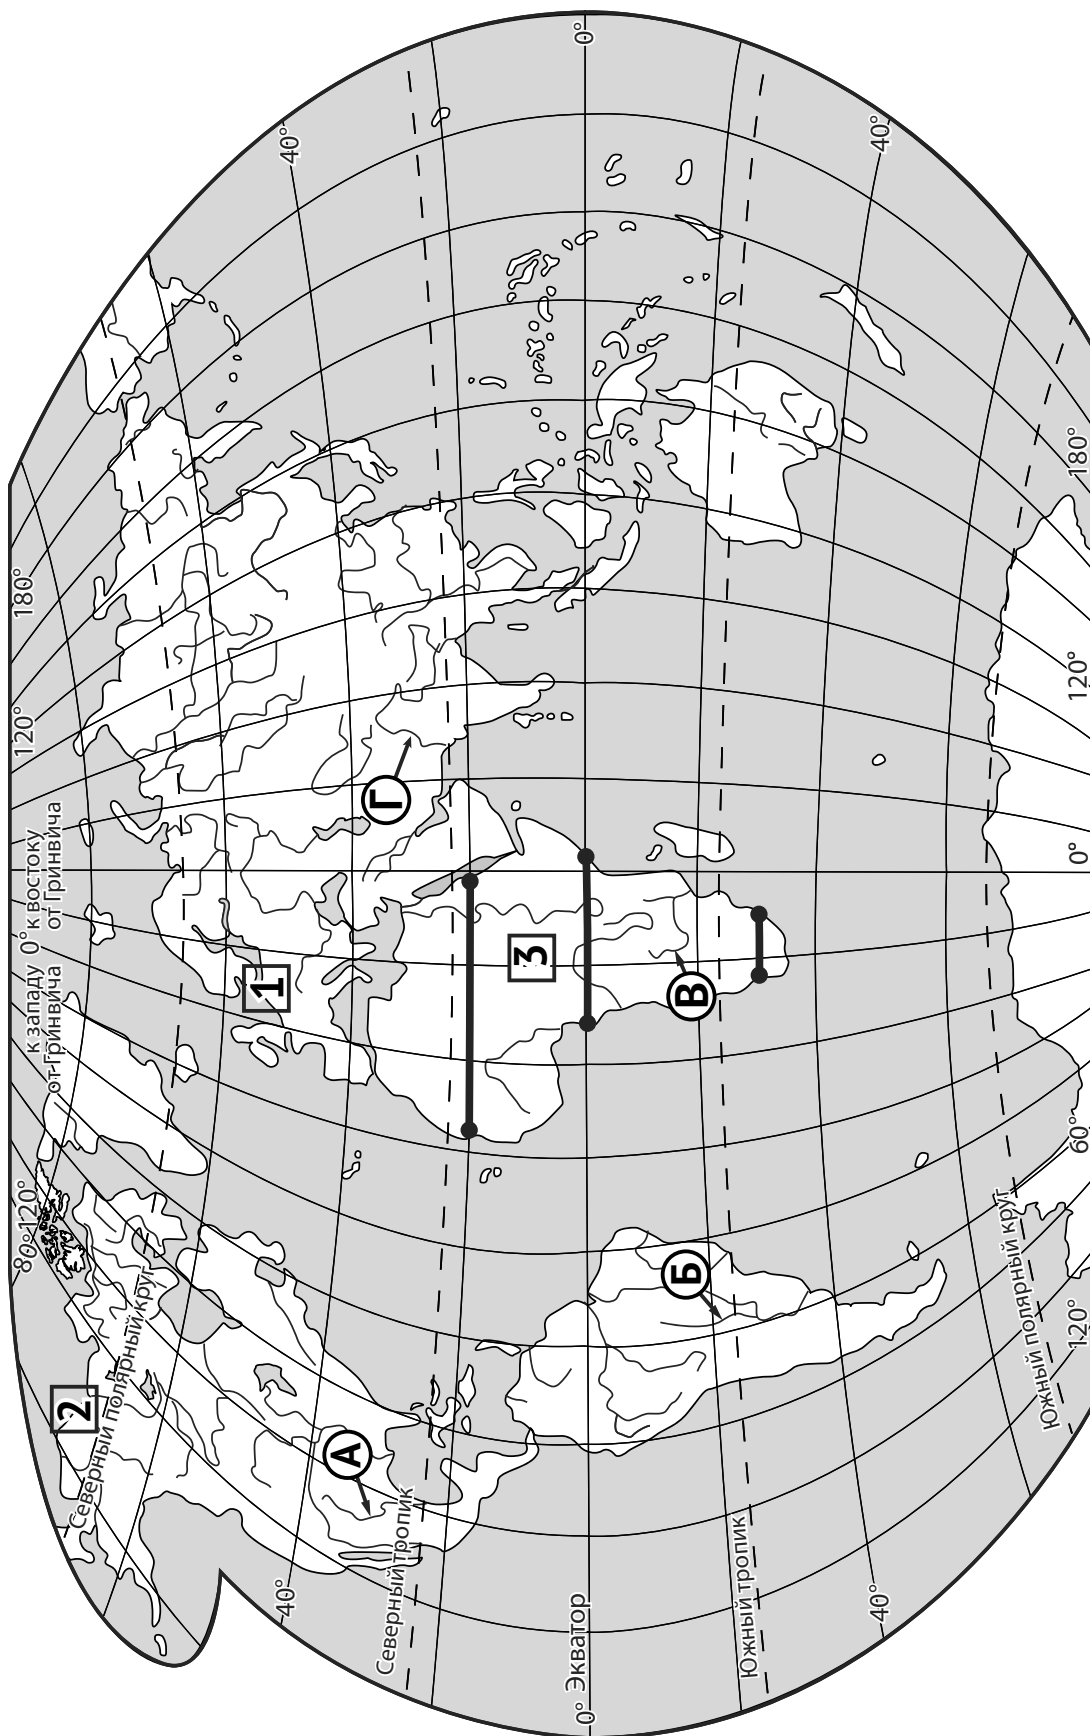 к западу 0° к востоку
от Гринвича от Гринвича
80°
120°
120°
180°
Северный полярный круг
40°
40°
Северный тропик
0° Экватор
0°
Южный тропик
40°
40°
Южный полярный круг
120°
60°
0°
120°
180°
1
2
3
А
Б
В
Г